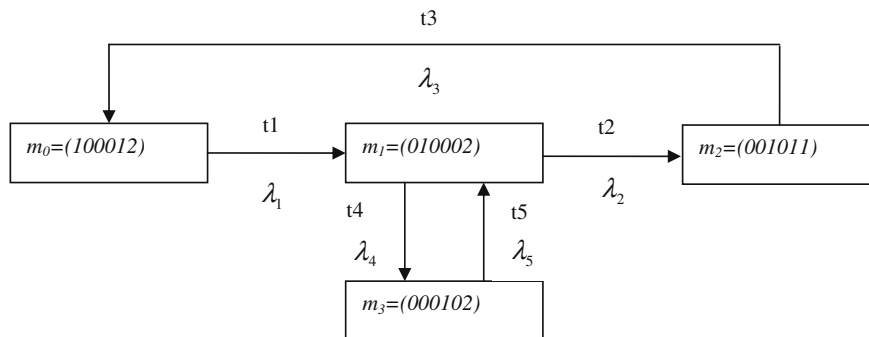 t3
λ₃
t1
t2
m₀=(100012)
m₁=(010002)
m₂=(001011)
λ₁
t4
t5
λ₂
λ₄
λ₅
m₃=(000102)